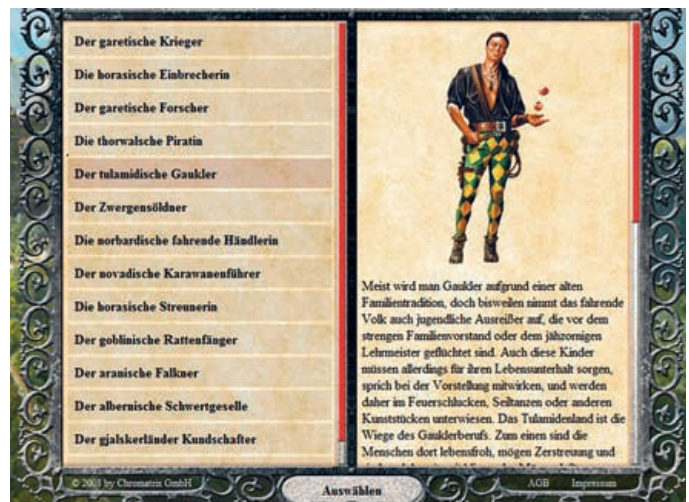 Der garetische Krieger
Die horasische Einbrecherin
Der garetische Forscher
Die thorwalsche Piratin
Der tulamidische Gaukler
Der Zwergensöldner
Die norbardische fahrende Händlerin
Der novadische Karawanenführer
Die horasische Streunerin
Der goblinische Rattenfänger
Der aranische Falkner
Der albernische Schwertgeselle
Der gjalskerländer Kundschafter
Meist wird man Gaukler aufgrund einer alten
Familientradition, doch bisweilen nimmt das fahrende
Volk auch jugendliche Ausreißer auf, die vor dem
strengen Familienvorstand oder dem jähzornigen
Lehrmeister geflüchtet sind. Auch diese Kinder
müssen allerdings für ihren Lebensunterhalt sorgen,
sprich bei der Vorstellung mitwirken, und werden
daher im Feuerschlucken, Seiltanzen oder anderen
Kunststücken unterwiesen. Das Tulamidenland ist die
Wiege des Gauklerberufs. Zum einen sind die
Menschen dort lebensfroh, mögen Zerstreuung und
by Chromatrix GmbH
Auswählen
AGB Impressum